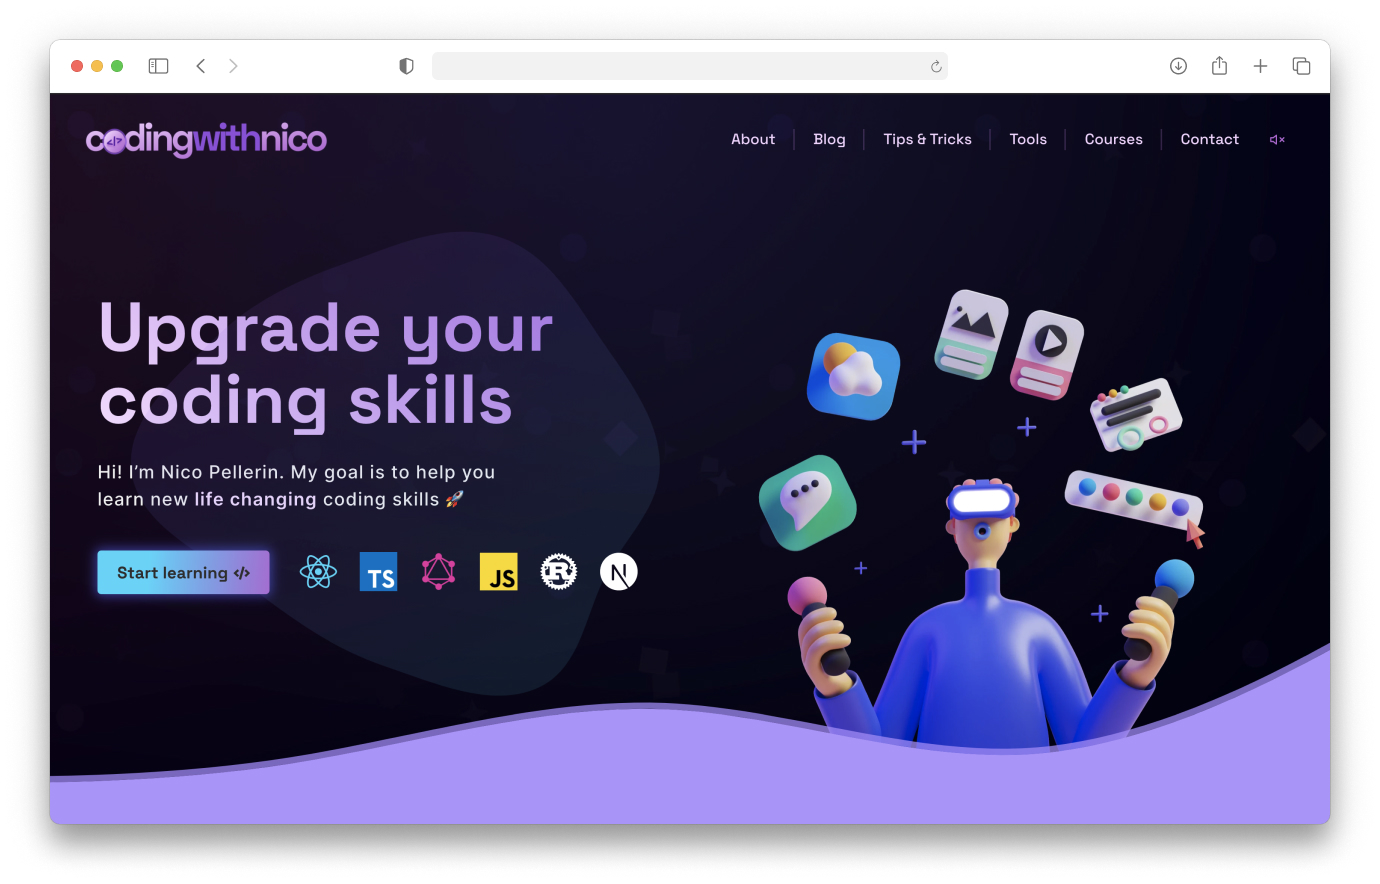 codingwithnico
About Blog Tips & Tricks Tools Courses Contact
Upgrade your
coding skills
Hi! I'm Nico Pellerin. My goal is to help you
learn new life changing coding skills 🚀
Start learning </> TS JS R N